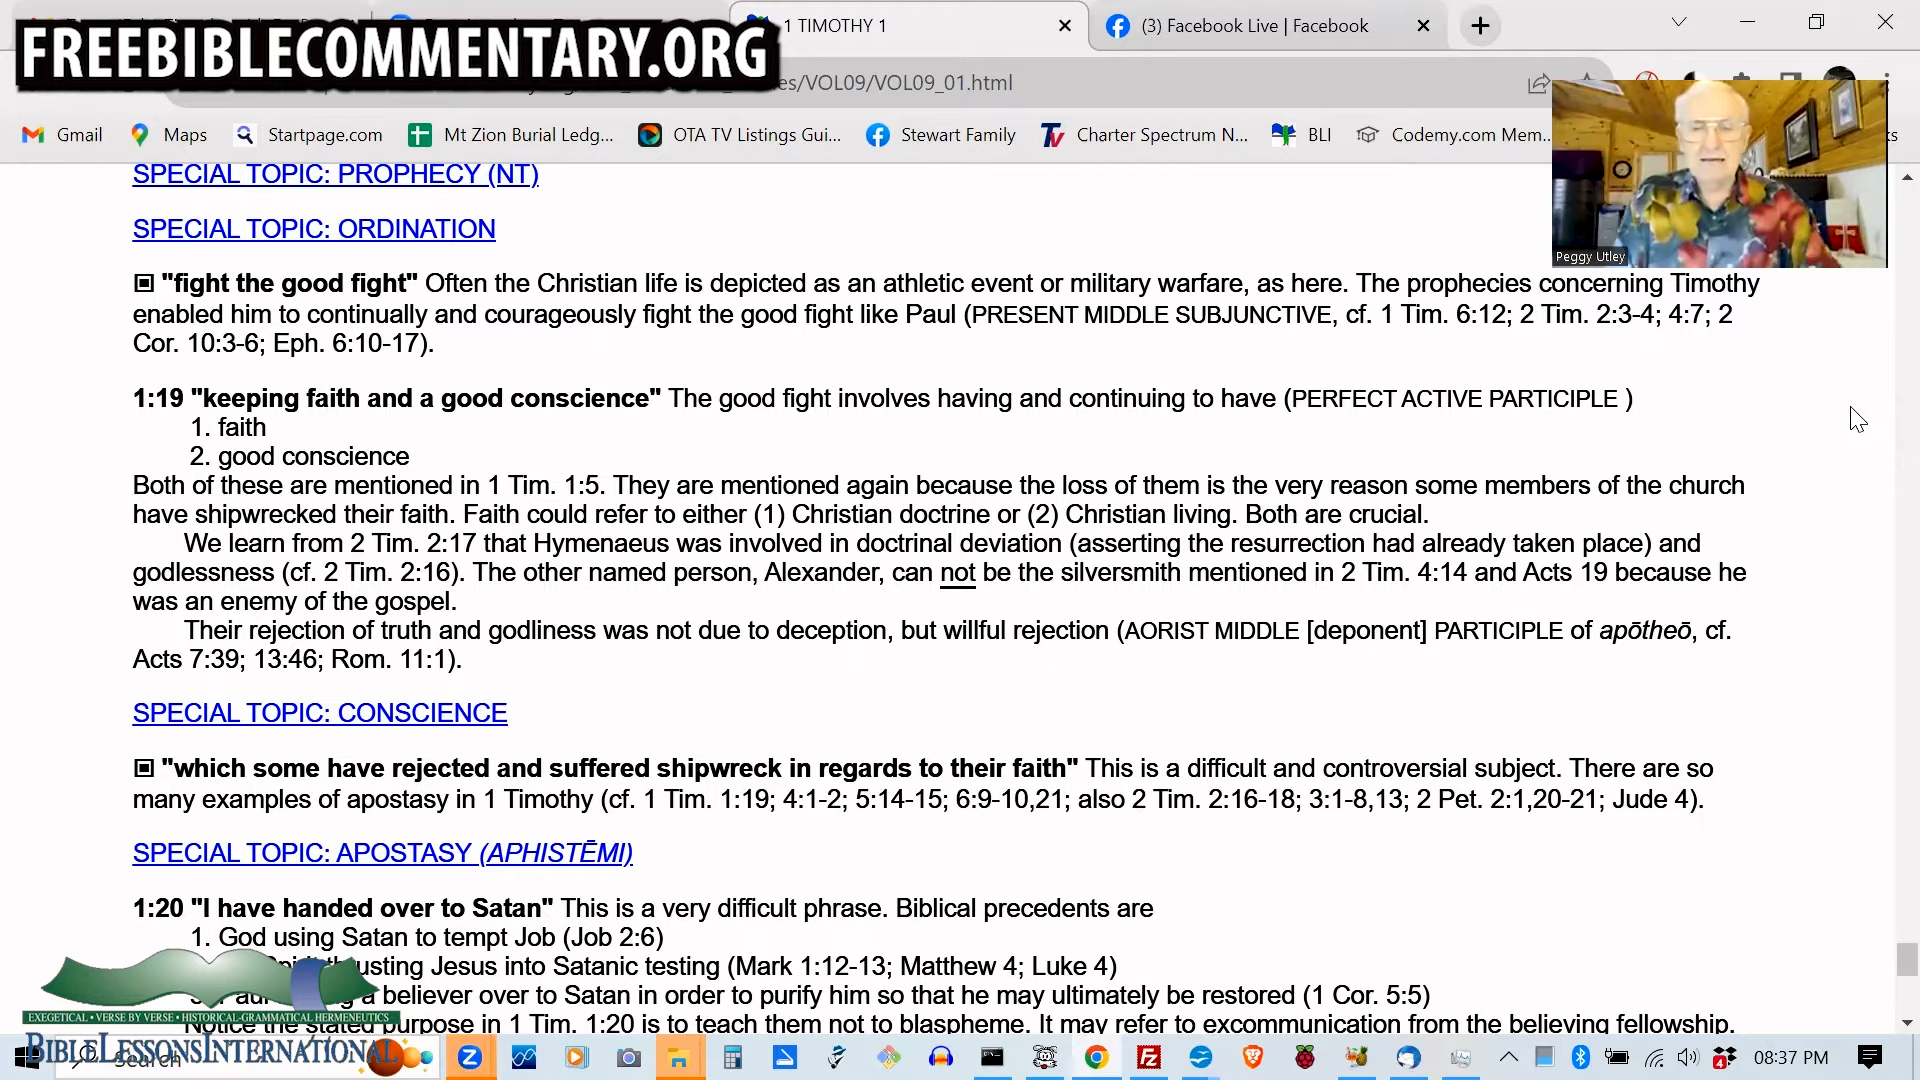 1 TIMOTHY 1
(3) Facebook Live | Facebook
FREEBIBLECOMMENTARY.ORG
es/VOL09/VOL09_01.html
Gmail
Maps
Startpage.com
Mt Zion Burial Ledg...
OTA TV Listings Gui...
Stewart Family
Charter Spectrum N...
BLI
Codemy.com Mem...
ks
Peggy Utley
SPECIAL TOPIC: PROPHECY (NT)
SPECIAL TOPIC: ORDINATION
"fight the good fight" Often the Christian life is depicted as an athletic event or military warfare, as here. The prophecies concerning Timothy
enabled him to continually and courageously fight the good fight like Paul (PRESENT MIDDLE SUBJUNCTIVE, cf. 1 Tim. 6:12; 2 Tim. 2:3-4; 4:7; 2
Cor. 10:3-6; Eph. 6:10-17).
1:19 "keeping faith and a good conscience" The good fight involves having and continuing to have (PERFECT ACTIVE PARTICIPLE )
1. faith
2. good conscience
Both of these are mentioned in 1 Tim. 1:5. They are mentioned again because the loss of them is the very reason some members of the church
have shipwrecked their faith. Faith could refer to either (1) Christian doctrine or (2) Christian living. Both are crucial.
We learn from 2 Tim. 2:17 that Hymenaeus was involved in doctrinal deviation (asserting the resurrection had already taken place) and
godlessness (cf. 2 Tim. 2:16). The other named person, Alexander, can not be the silversmith mentioned in 2 Tim. 4:14 and Acts 19 because he
was an enemy of the gospel.
Their rejection of truth and godliness was not due to deception, but willful rejection (AORIST MIDDLE [deponent] PARTICIPLE of apōtheō, cf.
Acts 7:39; 13:46; Rom. 11:1).
SPECIAL TOPIC: CONSCIENCE
"which some have rejected and suffered shipwreck in regards to their faith" This is a difficult and controversial subject. There are so
many examples of apostasy in 1 Timothy (cf. 1 Tim. 1:19; 4:1-2; 5:14-15; 6:9-10,21; also 2 Tim. 2:16-18; 3:1-8,13; 2 Pet. 2:1,20-21; Jude 4).
SPECIAL TOPIC: APOSTASY (APHISTĒMI)
1:20 "I have handed over to Satan" This is a very difficult phrase. Biblical precedents are
1. God using Satan to tempt Job (Job 2:6)
thrusting Jesus into Satanic testing (Mark 1:12-13; Matthew 4; Luke 4)
a believer over to Satan in order to purify him so that he may ultimately be restored (1 Cor. 5:5)
Notice the stated purpose in 1 Tim. 1:20 is to teach them not to blaspheme. It may refer to excommunication from the believing fellowship.
EXEGETICAL • VERSE BY VERSE • HISTORICAL-GRAMMATICAL HERMENEUTICS
BIBLELESSONSINTERNATIONAL
Search
08:37 PM